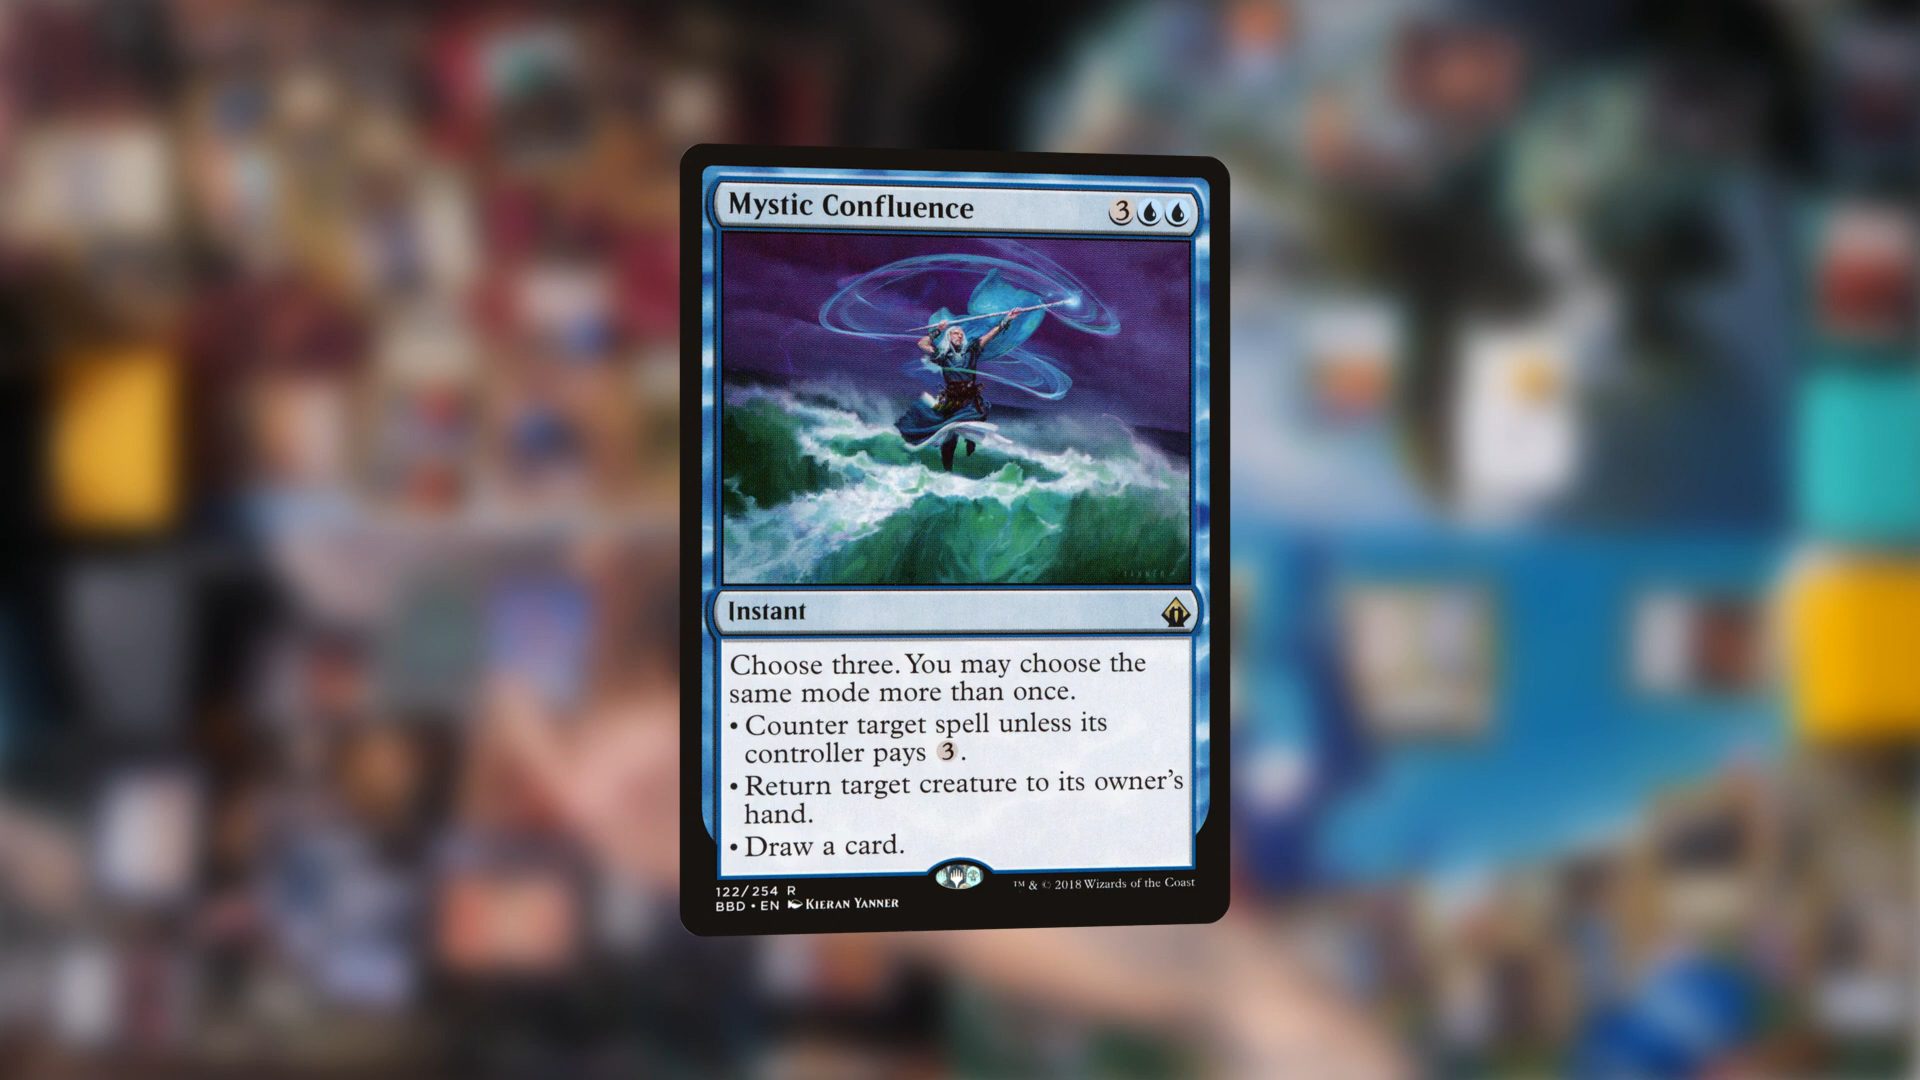 Mystic Confluence 3
Instant
Choose three. You may choose the
same mode more than once.
• Counter target spell unless its
controller pays 3.
• Return target creature to its owner's
hand.
• Draw a card.
122/254 R
BBD • EN KIERAN YANNER
™ & © 2018 Wizards of the Coast
YANNER